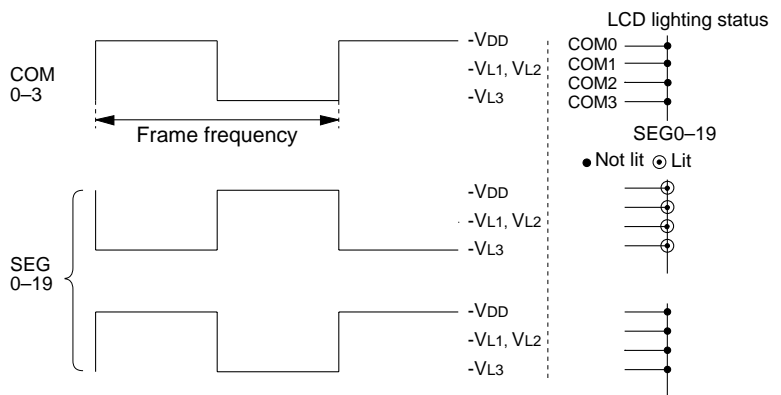 LCD lighting status
COM
0–3
-VDD
-VL1, VL2
-VL3
Frame frequency
COM0
COM1
COM2
COM3
SEG0–19
Not lit Lit
SEG
0–19
-VDD
-VL1, VL2
-VL3
-VDD
-VL1, VL2
-VL3